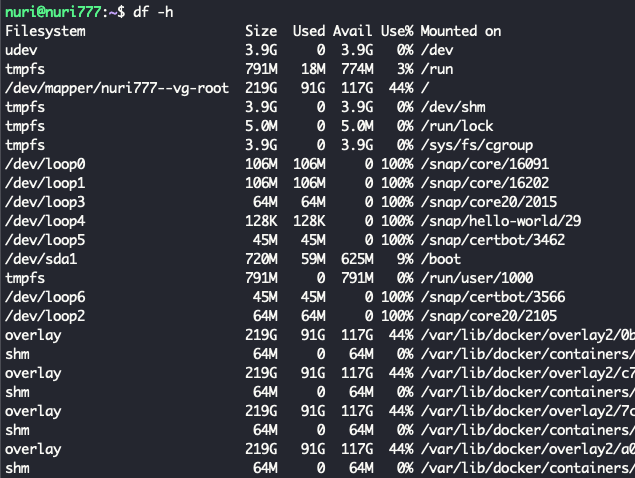 nuri@nuri777:~$ df -h
Filesystem                   Size  Used Avail Use% Mounted on
udev                         3.9G     0  3.9G   0% /dev
tmpfs                        791M   18M  774M   3% /run
/dev/mapper/nuri777--vg-root 219G   91G  117G  44% /
tmpfs                        3.9G     0  3.9G   0% /dev/shm
tmpfs                        5.0M     0  5.0M   0% /run/lock
tmpfs                        3.9G     0  3.9G   0% /sys/fs/cgroup
/dev/loop0                   106M  106M     0 100% /snap/core/16091
/dev/loop1                   106M  106M     0 100% /snap/core/16202
/dev/loop3                    64M   64M     0 100% /snap/core20/2015
/dev/loop4                   128K  128K     0 100% /snap/hello-world/29
/dev/loop5                    45M   45M     0 100% /snap/certbot/3462
/dev/sda1                    720M   59M  625M   9% /boot
tmpfs                        791M     0  791M   0% /run/user/1000
/dev/loop6                    45M   45M     0 100% /snap/certbot/3566
/dev/loop2                    64M   64M     0 100% /snap/core20/2105
overlay                      219G   91G  117G  44% /var/lib/docker/overlay2/0b
shm                           64M     0   64M   0% /var/lib/docker/containers/
overlay                      219G   91G  117G  44% /var/lib/docker/overlay2/c7
shm                           64M     0   64M   0% /var/lib/docker/containers/
overlay                      219G   91G  117G  44% /var/lib/docker/overlay2/7c
shm                           64M     0   64M   0% /var/lib/docker/containers/
overlay                      219G   91G  117G  44% /var/lib/docker/overlay2/a0
shm                           64M     0   64M   0% /var/lib/docker/containers/